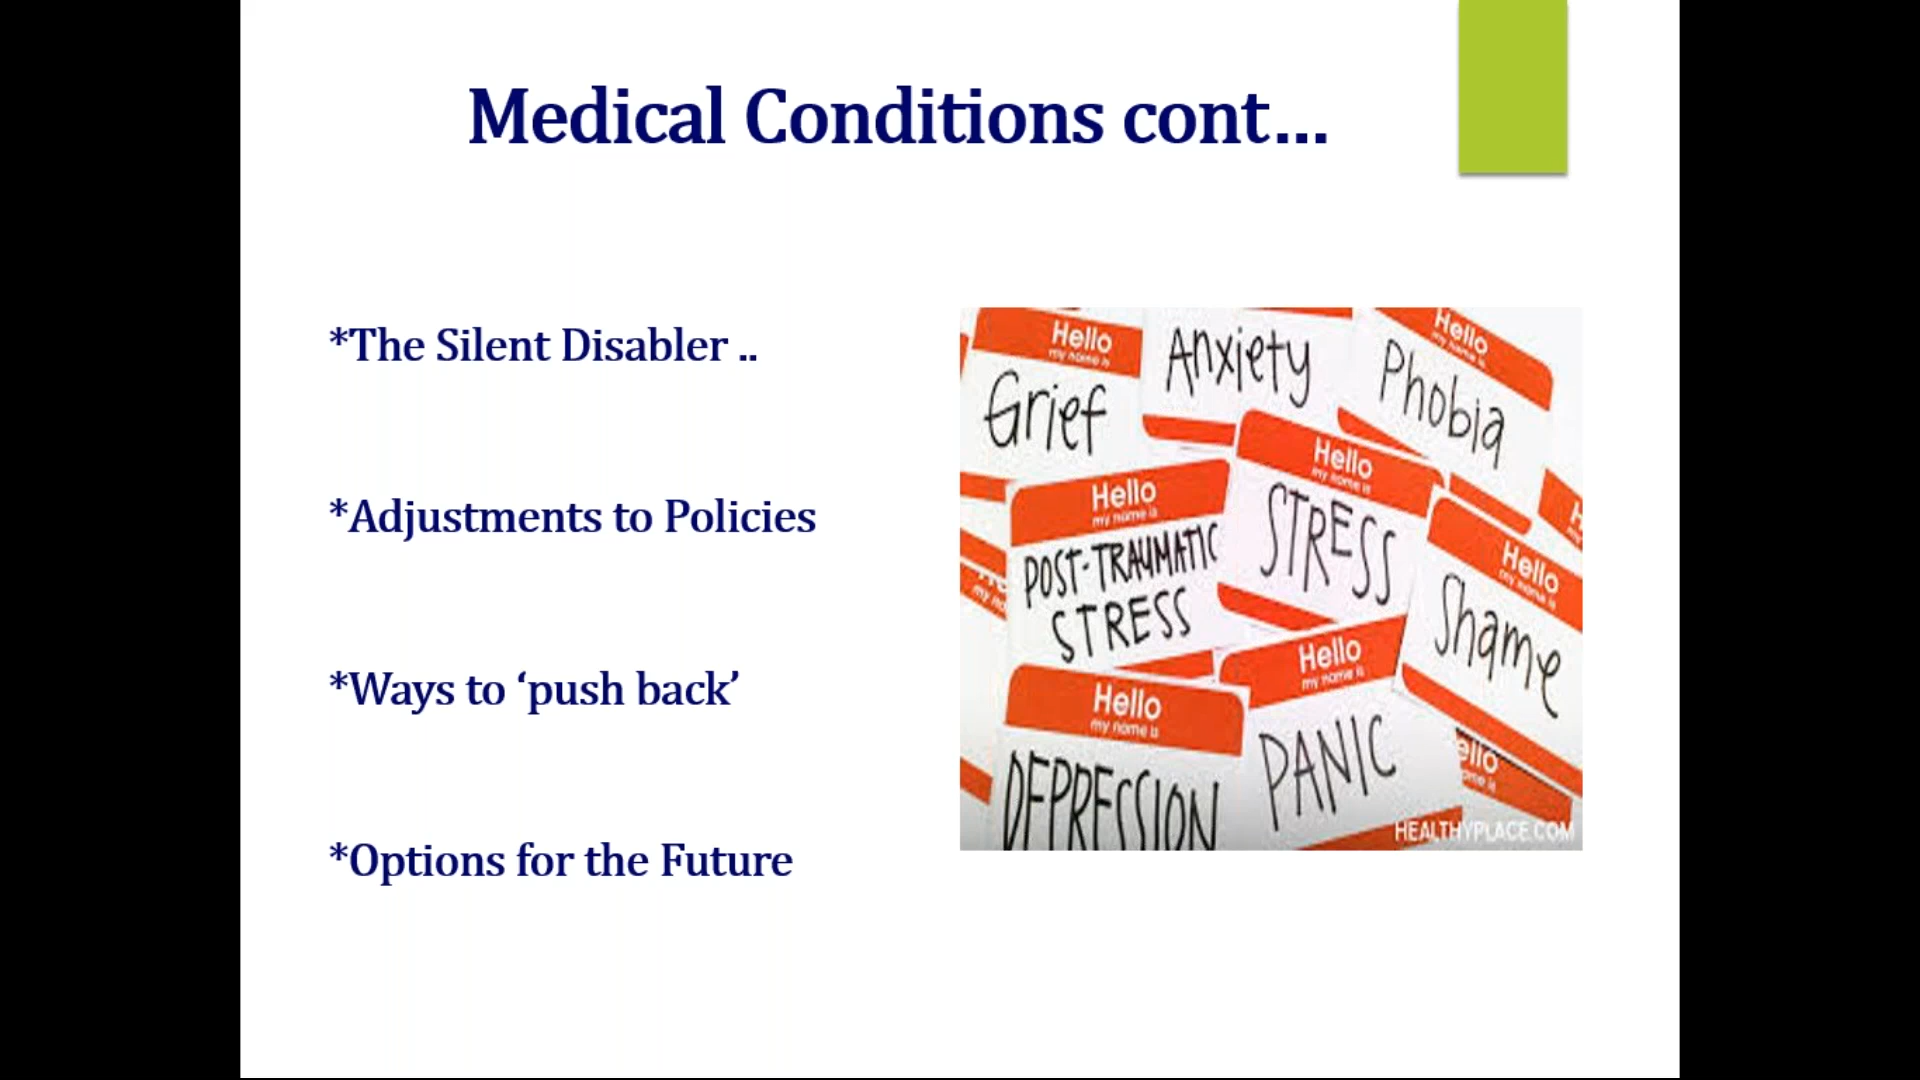 Medical Conditions cont...
*The Silent Disabler ..
*Adjustments to Policies
*Ways to ‘push back’
*Options for the Future
Hello
my name is
Grief
Anxiety
Hello
my name is
Phobia
Hello
my name is
POST-TRAUMATIC
STRESS
Hello
my name is
STRESS
Hello
my name is
Shame
Hello
my name is
DEPRESSION
Hello
my name is
PANIC
HEALTHYPLACE.COM